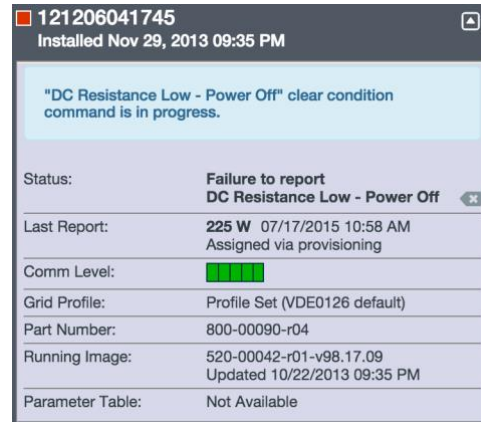 121206041745
Installed Nov 29, 2013 09:35 PM
"DC Resistance Low - Power Off" clear condition
command is in progress.
Status: Failure to report
DC Resistance Low - Power Off
Last Report: 225 W 07/17/2015 10:58 AM
Assigned via provisioning
Comm Level:
Grid Profile: Profile Set (VDE0126 default)
Part Number: 800-00090-r04
Running Image: 520-00042-r01-v98.17.09
Updated 10/22/2013 09:35 PM
Parameter Table: Not Available